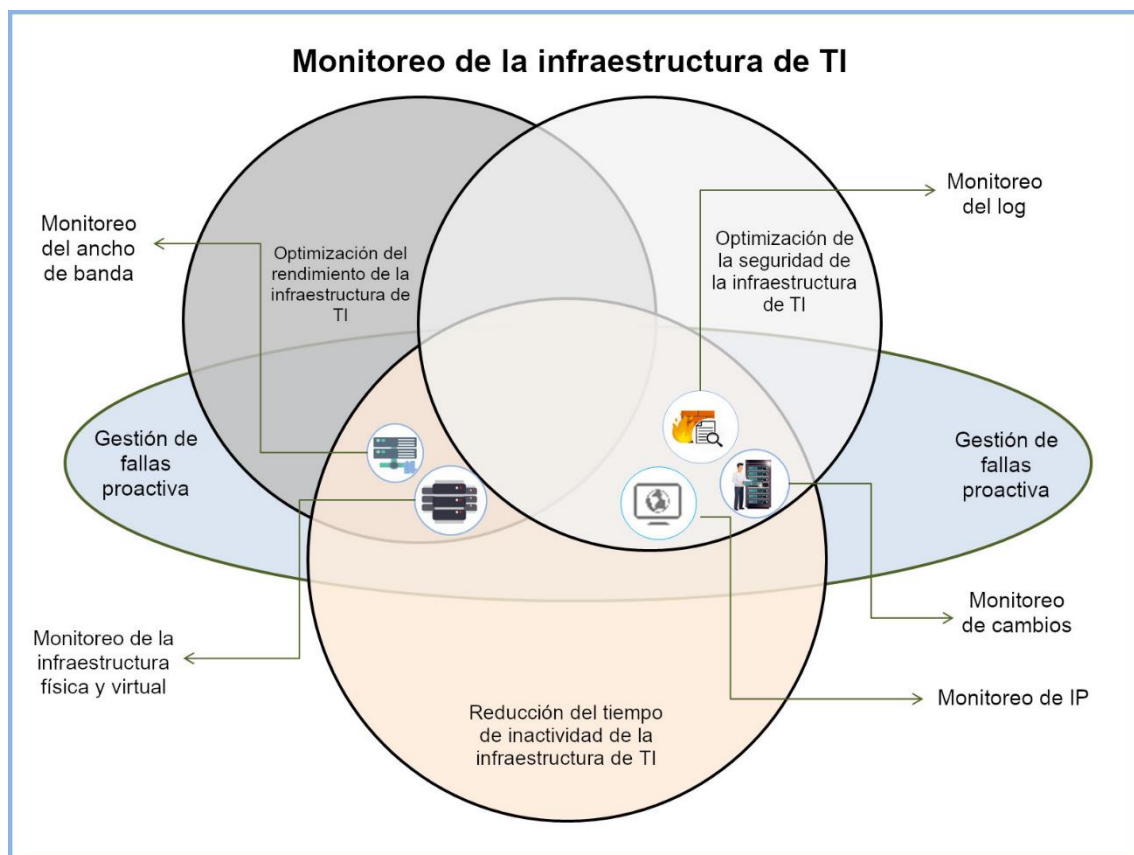 Monitoreo de la infraestructura de TI
Monitoreo
del log
Monitoreo
del ancho
de banda
Optimización del
rendimiento de la
infraestructura de
TI
Optimización de
la seguridad de
la infraestructura
de TI
Gestión de
fallas
proactiva
Gestión de
fallas
proactiva
Monitoreo
de cambios
Monitoreo de la
infraestructura
física y virtual
Monitoreo de IP
Reducción del tiempo
de inactividad de la
infraestructura de TI